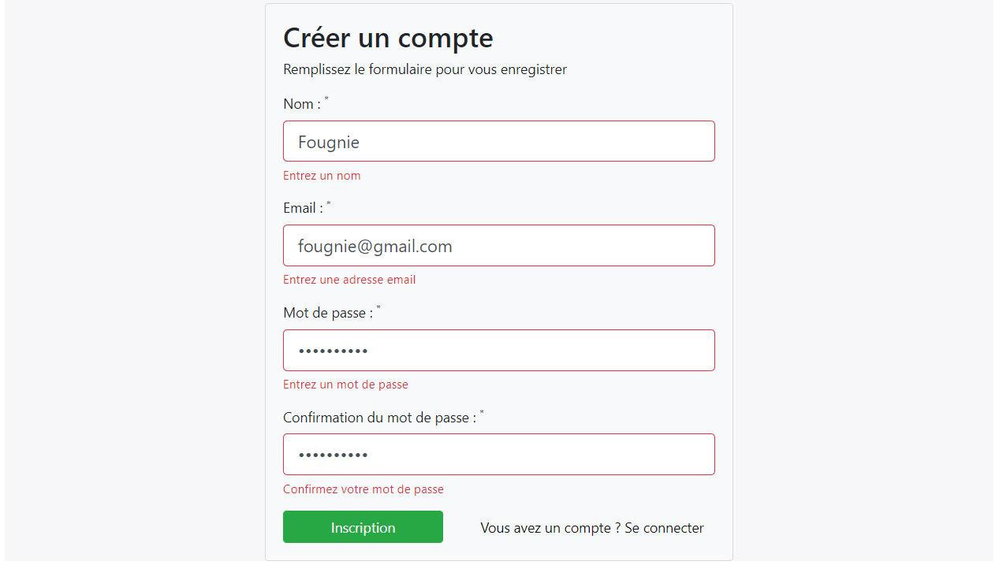 Créer un compte
Remplissez le formulaire pour vous enregistrer
Nom : *
Fougnie
Entrez un nom
Email : *
fougnie@gmail.com
Entrez une adresse email
Mot de passe : *
••••••••••
Entrez un mot de passe
Confirmation du mot de passe : *
••••••••••
Confirmez votre mot de passe
Inscription Vous avez un compte ? Se connecter